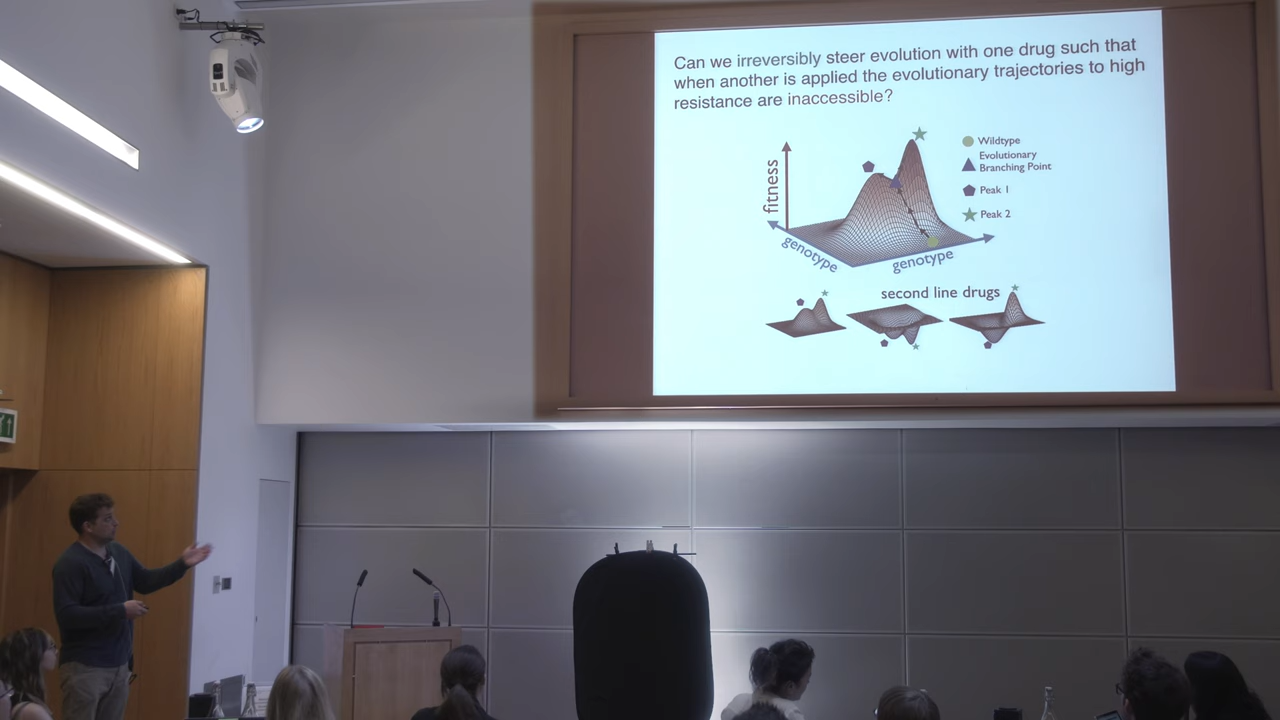 Can we irreversibly steer evolution with one drug such that
when another is applied the evolutionary trajectories to high
resistance are inaccessible?
fitness
genotype
genotype
Wildtype
Evolutionary
Branching Point
Peak 1
Peak 2
second line drugs